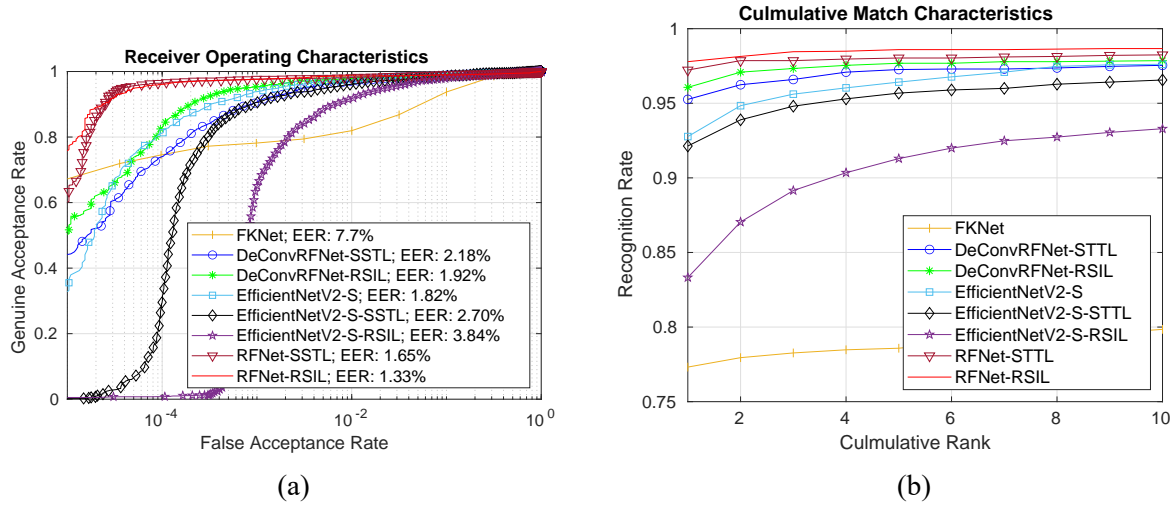 Receiver Operating Characteristics
1
0.8
0.6
0.4
0.2
0
Genuine Acceptance Rate
FKNet; EER: 7.7%
DeConvRFNet-SSTL; EER: 2.18%
DeConvRFNet-RSIL; EER: 1.92%
EfficientNetV2-S; EER: 1.82%
EfficientNetV2-S-SSTL; EER: 2.70%
EfficientNetV2-S-RSIL; EER: 3.84%
RFNet-SSTL; EER: 1.65%
RFNet-RSIL; EER: 1.33%
10^-4
10^-2
10^0
False Acceptance Rate
(a)
Culmulative Match Characteristics
1
0.95
0.9
0.85
0.8
0.75
Recognition Rate
FKNet
DeConvRFNet-STTL
DeConvRFNet-RSIL
EfficientNetV2-S
EfficientNetV2-S-STTL
EfficientNetV2-S-RSIL
RFNet-STTL
RFNet-RSIL
2
4
6
8
10
Culmulative Rank
(b)